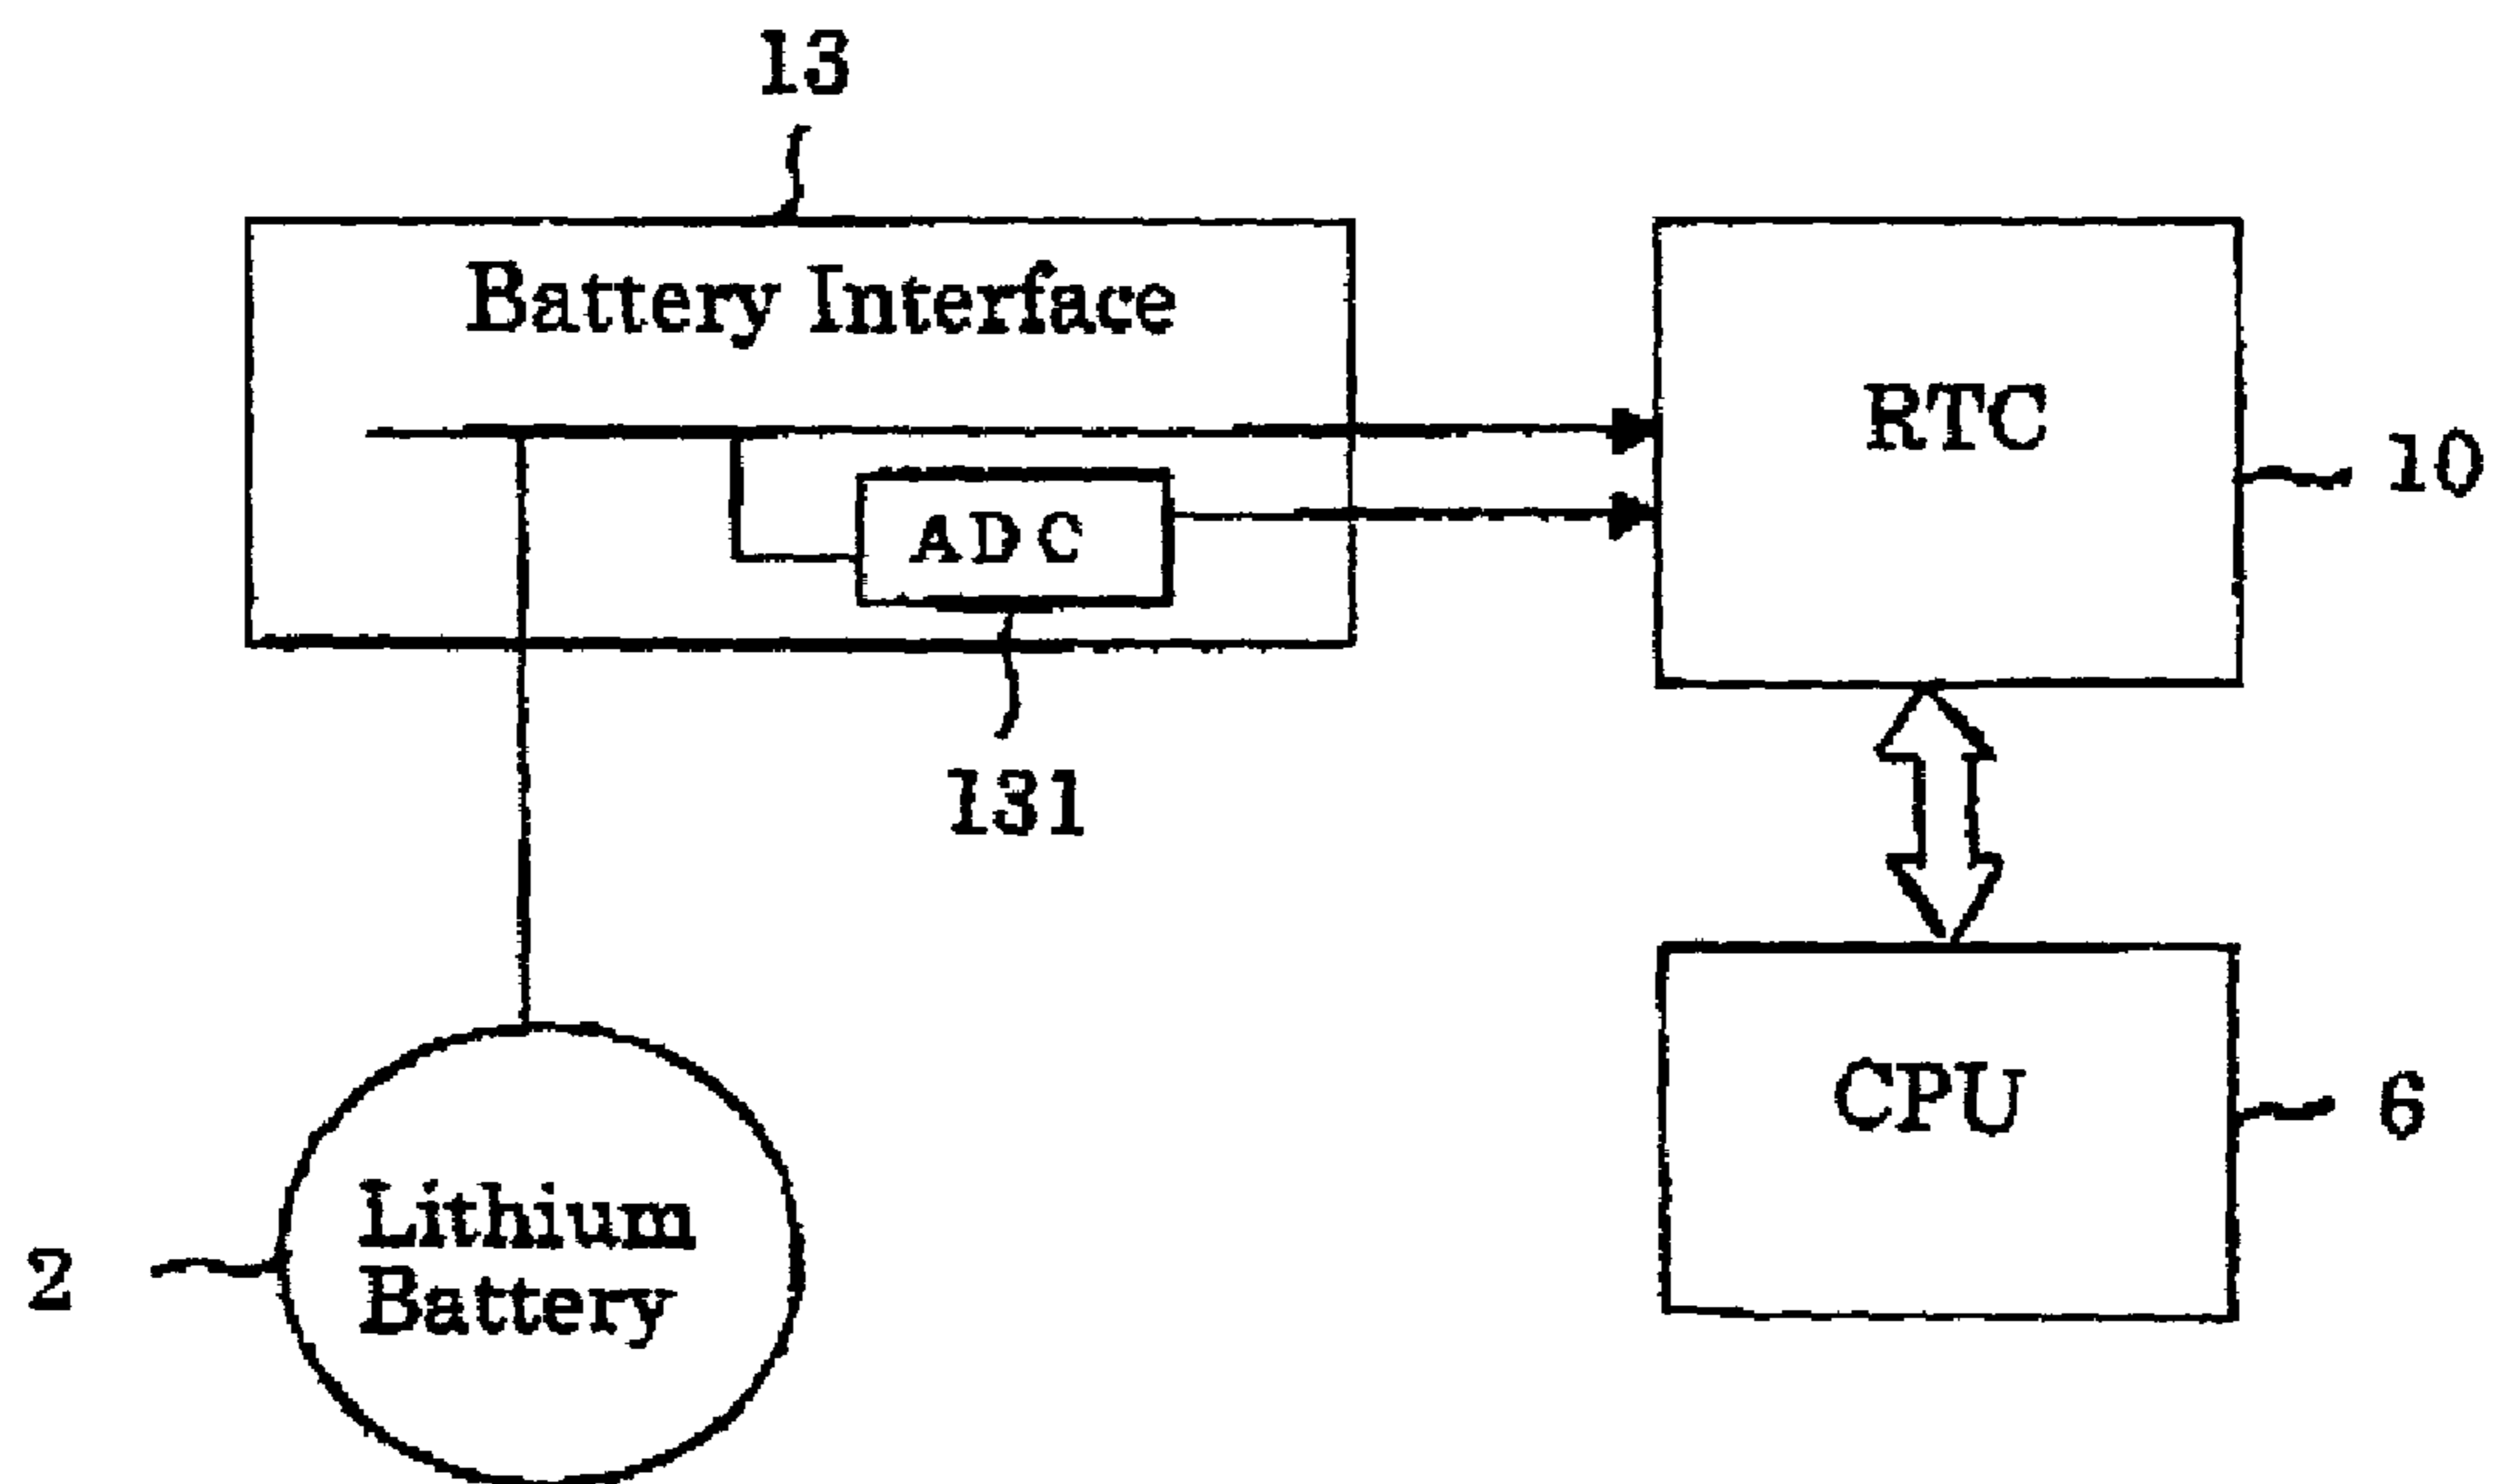 13
Battery Interface
RTC
10
ADC
131
CPU
6
Lithium
Battery
2